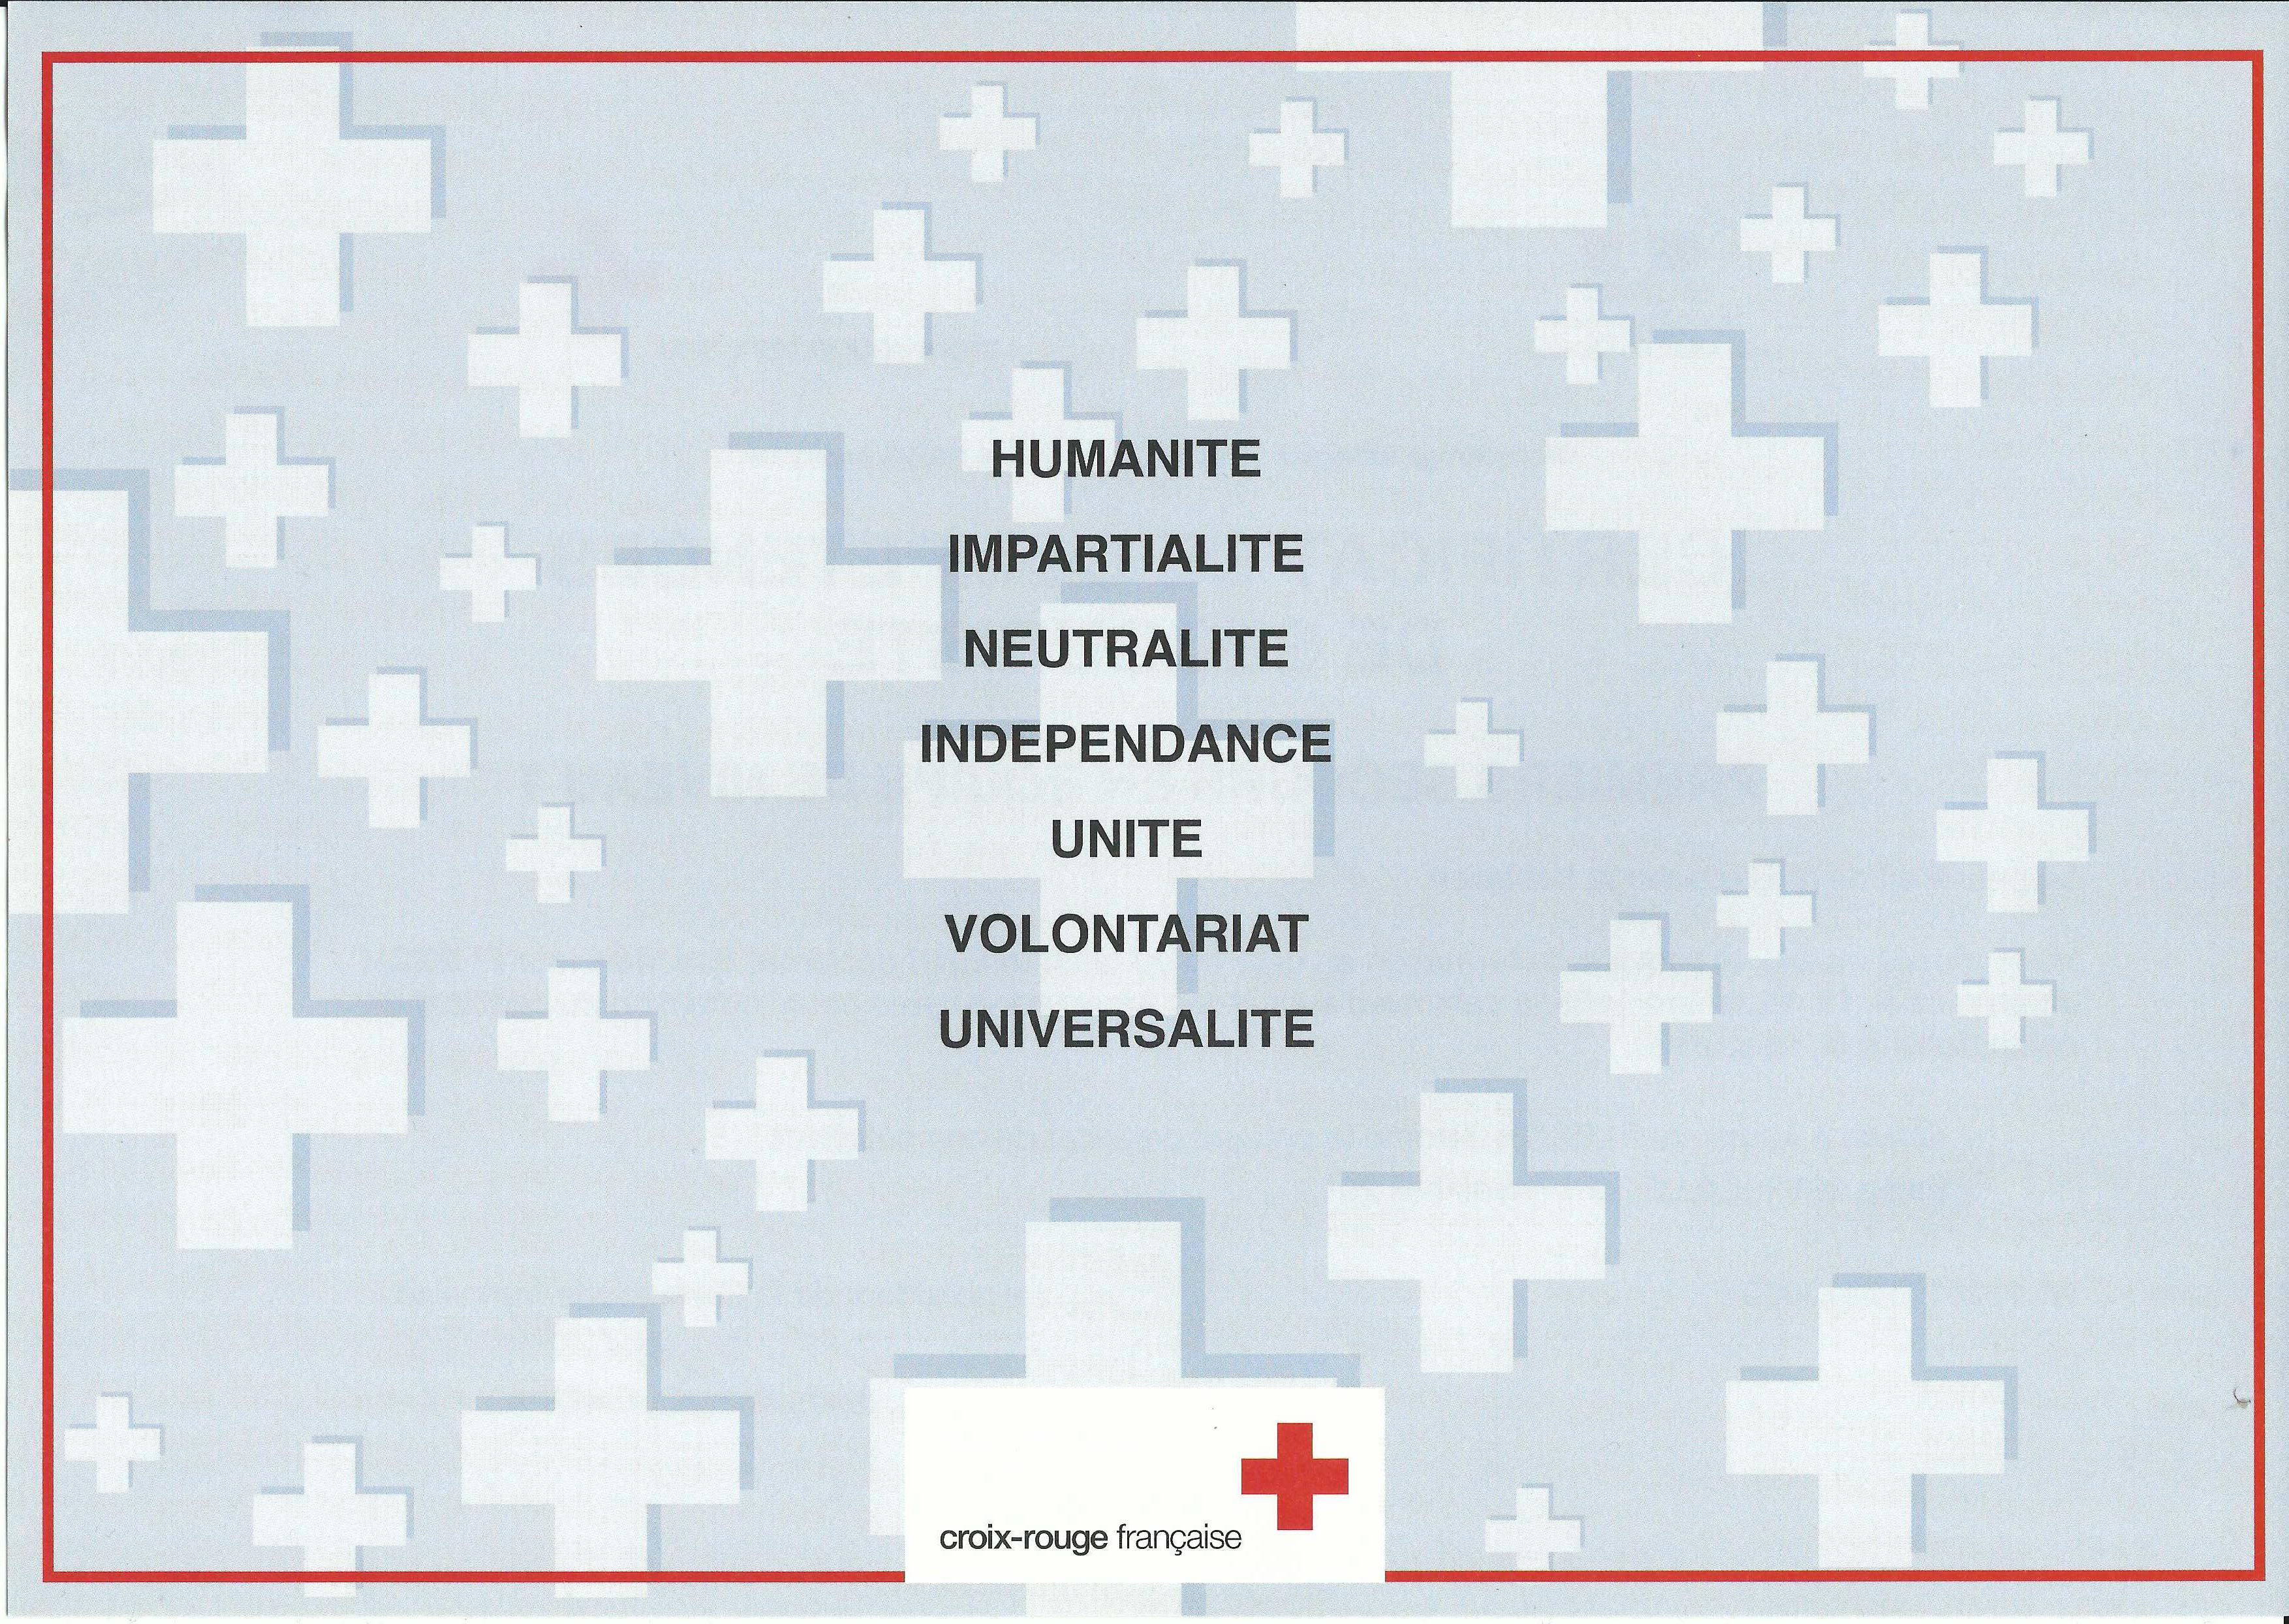 HUMANITE
IMPARTIALITE
NEUTRALITE
INDEPENDANCE
UNITE
VOLONTARIAT
UNIVERSALITE
croix-rouge française